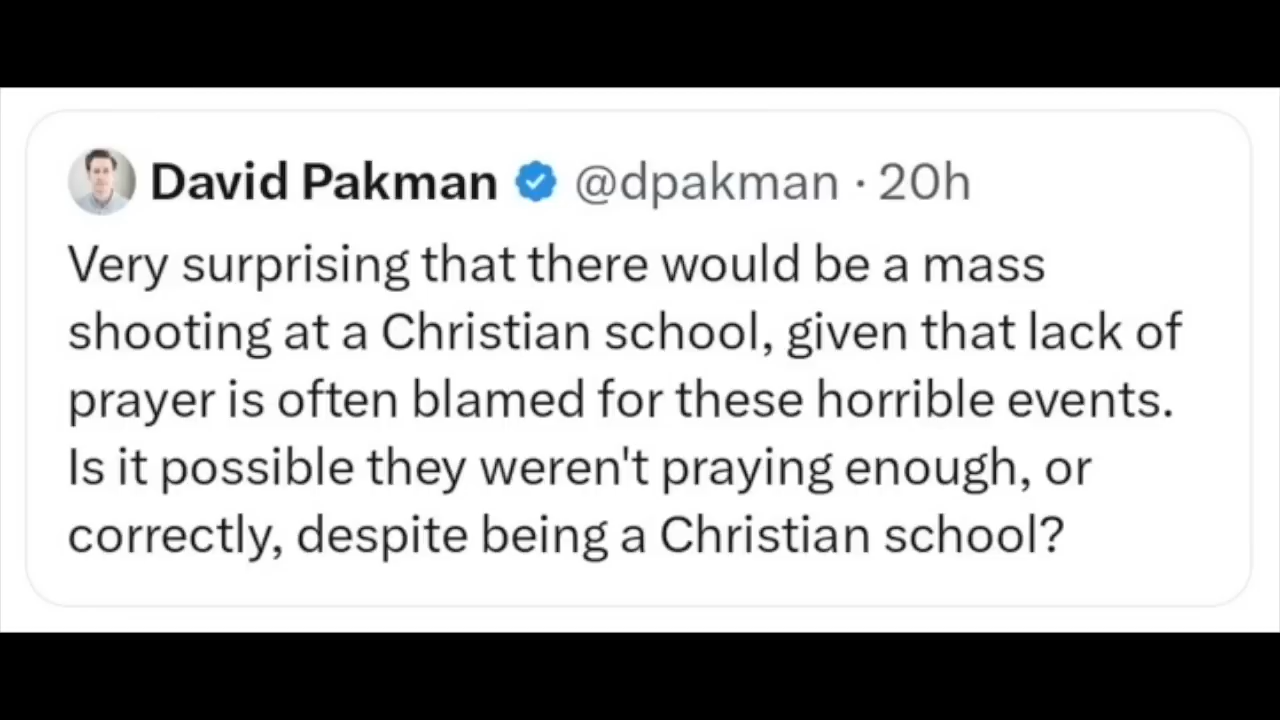 David Pakman @dpakman · 20h
Very surprising that there would be a mass
shooting at a Christian school, given that lack of
prayer is often blamed for these horrible events.
Is it possible they weren't praying enough, or
correctly, despite being a Christian school?